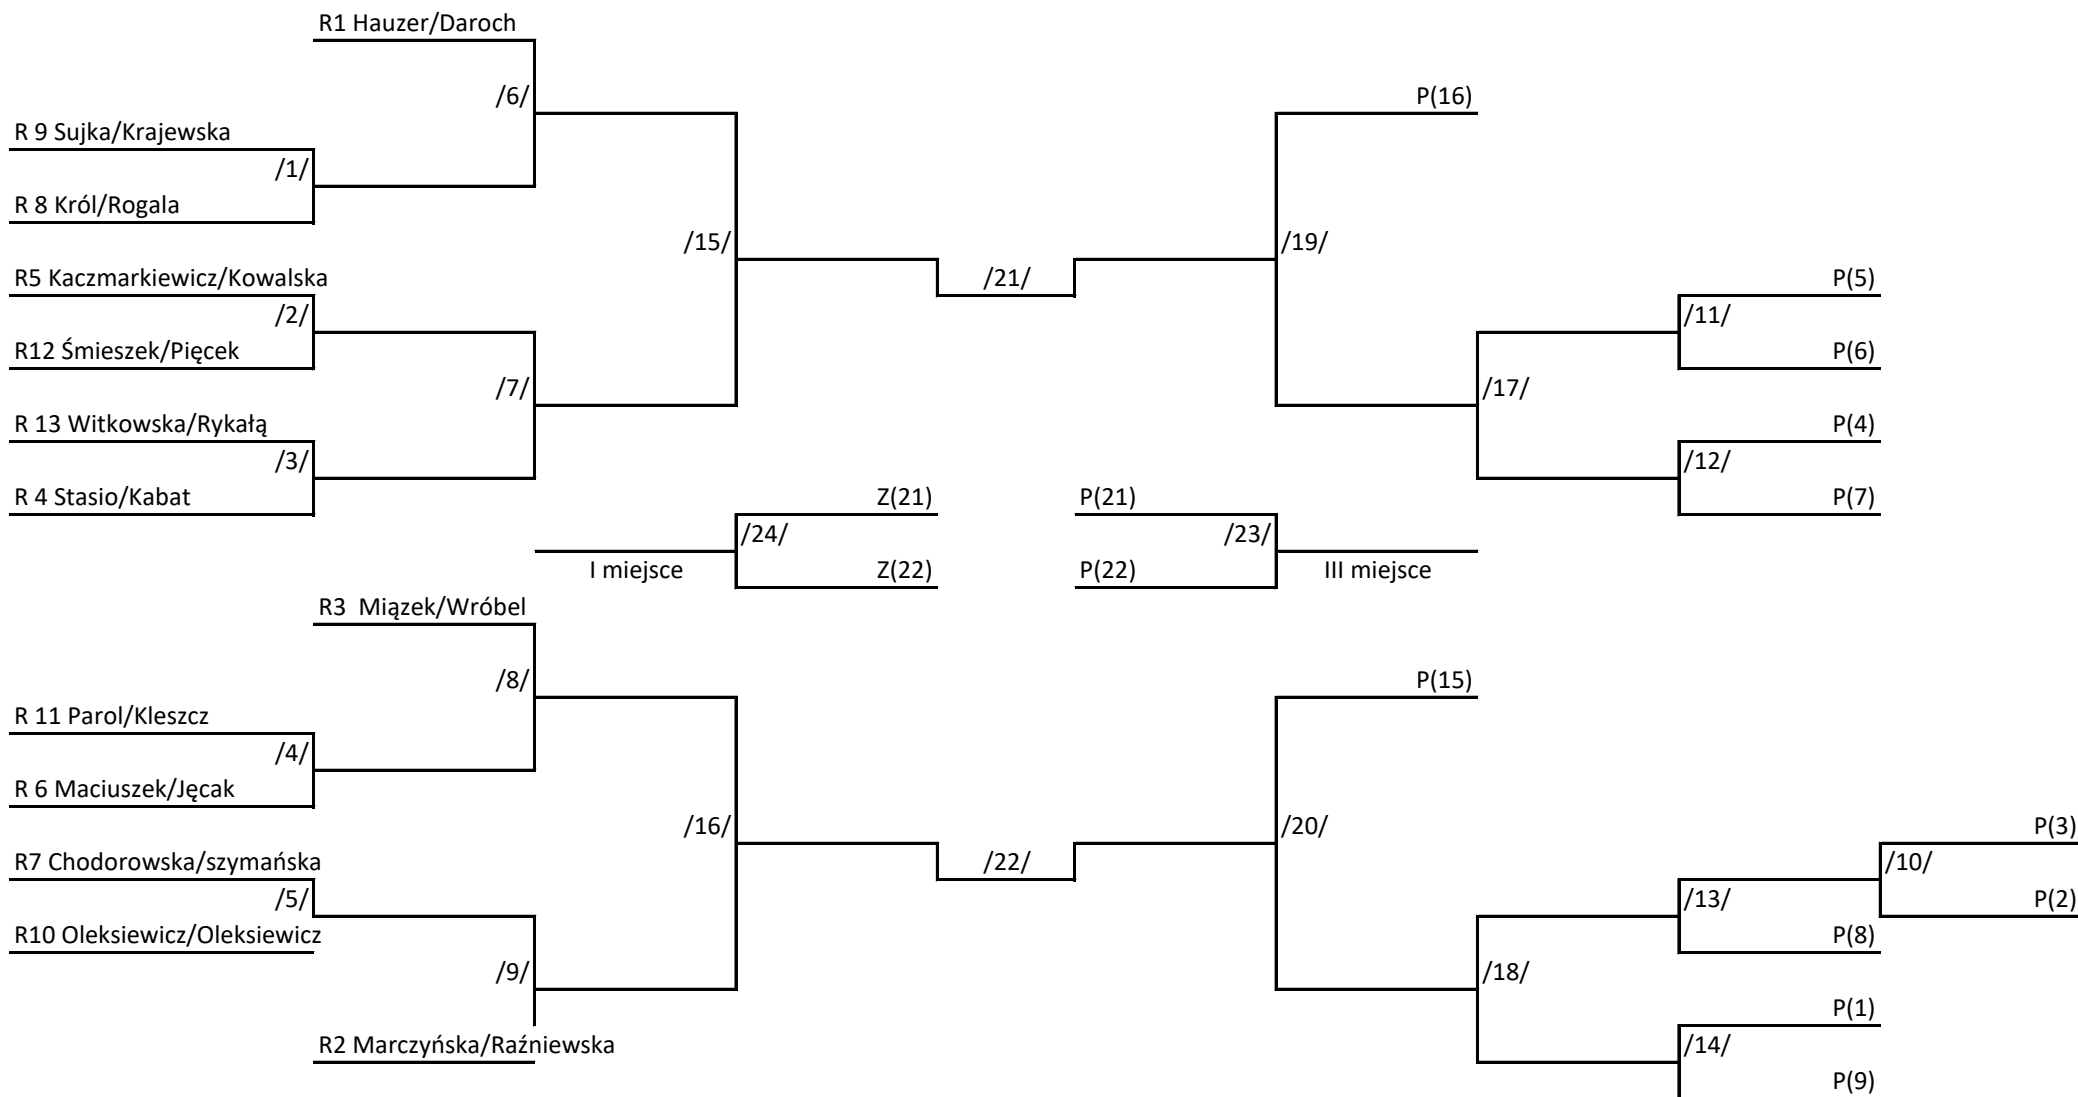 R1 Hauzer/Daroch
/6/
P(16)
R 9 Sujka/Krajewska
/1/
R 8 Król/Rogala
/15/
/19/
R5 Kaczmarkiewicz/Kowalska
/21/
P(5)
/2/
/11/
R12 Śmieszek/Pięcek
P(6)
/7/
/17/
R 13 Witkowska/Rykałą
P(4)
/3/
/12/
R 4 Stasio/Kabat
Z(21)
P(21)
P(7)
/24/
/23/
I miejsce
Z(22)
P(22)
III miejsce
R3  Miązek/Wróbel
/8/
P(15)
R 11 Parol/Kleszcz
/4/
R 6 Maciuszek/Jęcak
/16/
/20/
P(3)
R7 Chodorowska/szymańska
/22/
/10/
/5/
/13/
P(2)
R10 Oleksiewicz/Oleksiewicz
P(8)
/9/
/18/
P(1)
R2 Marczyńska/Raźniewska
/14/
P(9)